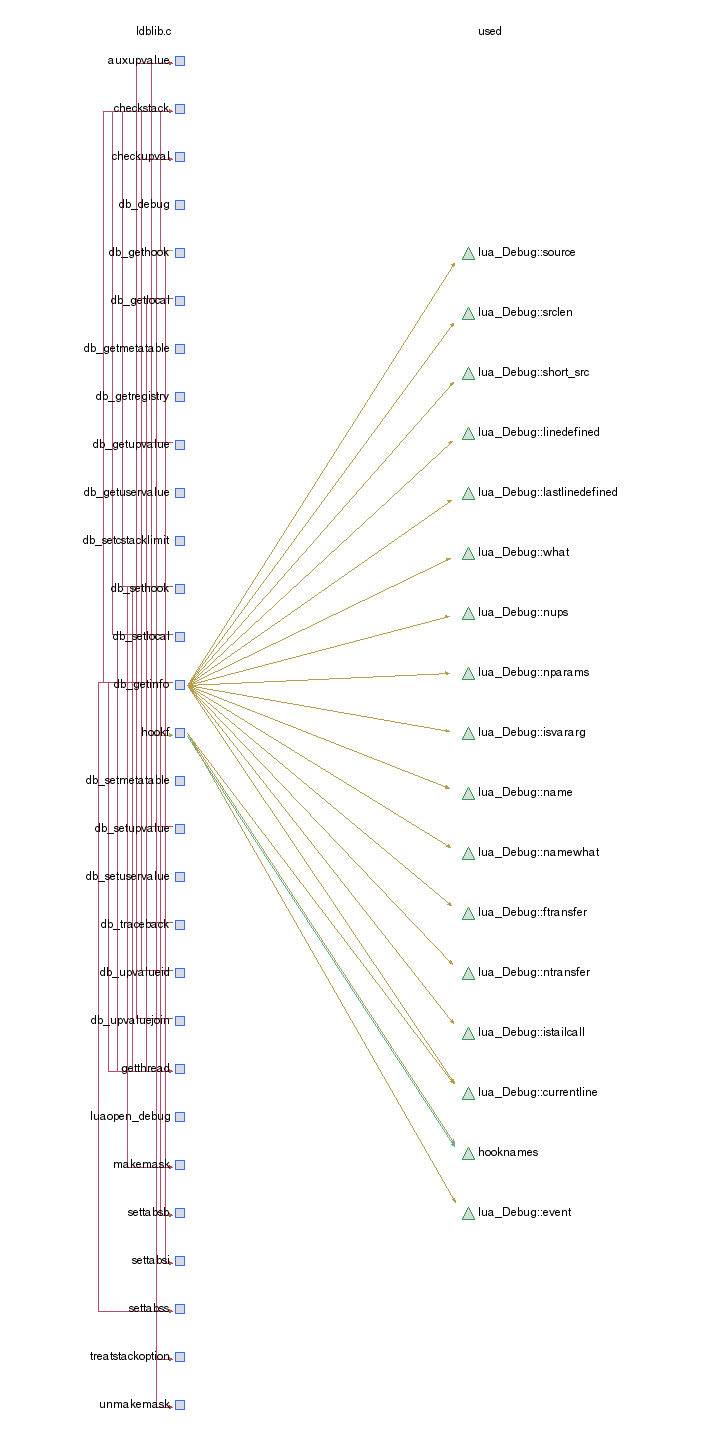 ldblib.c
used
auxupvalue
checkstack
checkupval
db_debug
db_gethook
lua_Debug::source
db_getlocal
lua_Debug::srclen
db_getmetatable
lua_Debug::short_src
db_getregistry
lua_Debug::linedefined
db_getupvalue
db_getuservalue
lua_Debug::lastlinedefined
db_setcstacklimit
lua_Debug::what
db_sethook
lua_Debug::nups
db_setlocal
lua_Debug::nparams
db_getinfo
hookf
lua_Debug::isvararg
db_setmetatable
lua_Debug::name
db_setupvalue
lua_Debug::namewhat
db_setuservalue
lua_Debug::ftransfer
db_traceback
db_upvalueid
lua_Debug::ntransfer
db_upvaluejoin
lua_Debug::istailcall
getthread
lua_Debug::currentline
luaopen_debug
hooknames
makemask
settabsb
lua_Debug::event
settabsi
settabss
treatstackoption
unmakemask